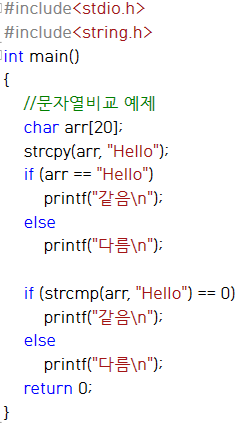 #include<stdio.h>
#include<string.h>
int main()
{
//문자열비교 예제
char arr[20];
strcpy(arr, "Hello");
if (arr == "Hello")
printf("같음\n");
else
printf("다름\n");
if (strcmp(arr, "Hello") == 0)
printf("같음\n");
else
printf("다름\n");
return 0;
}